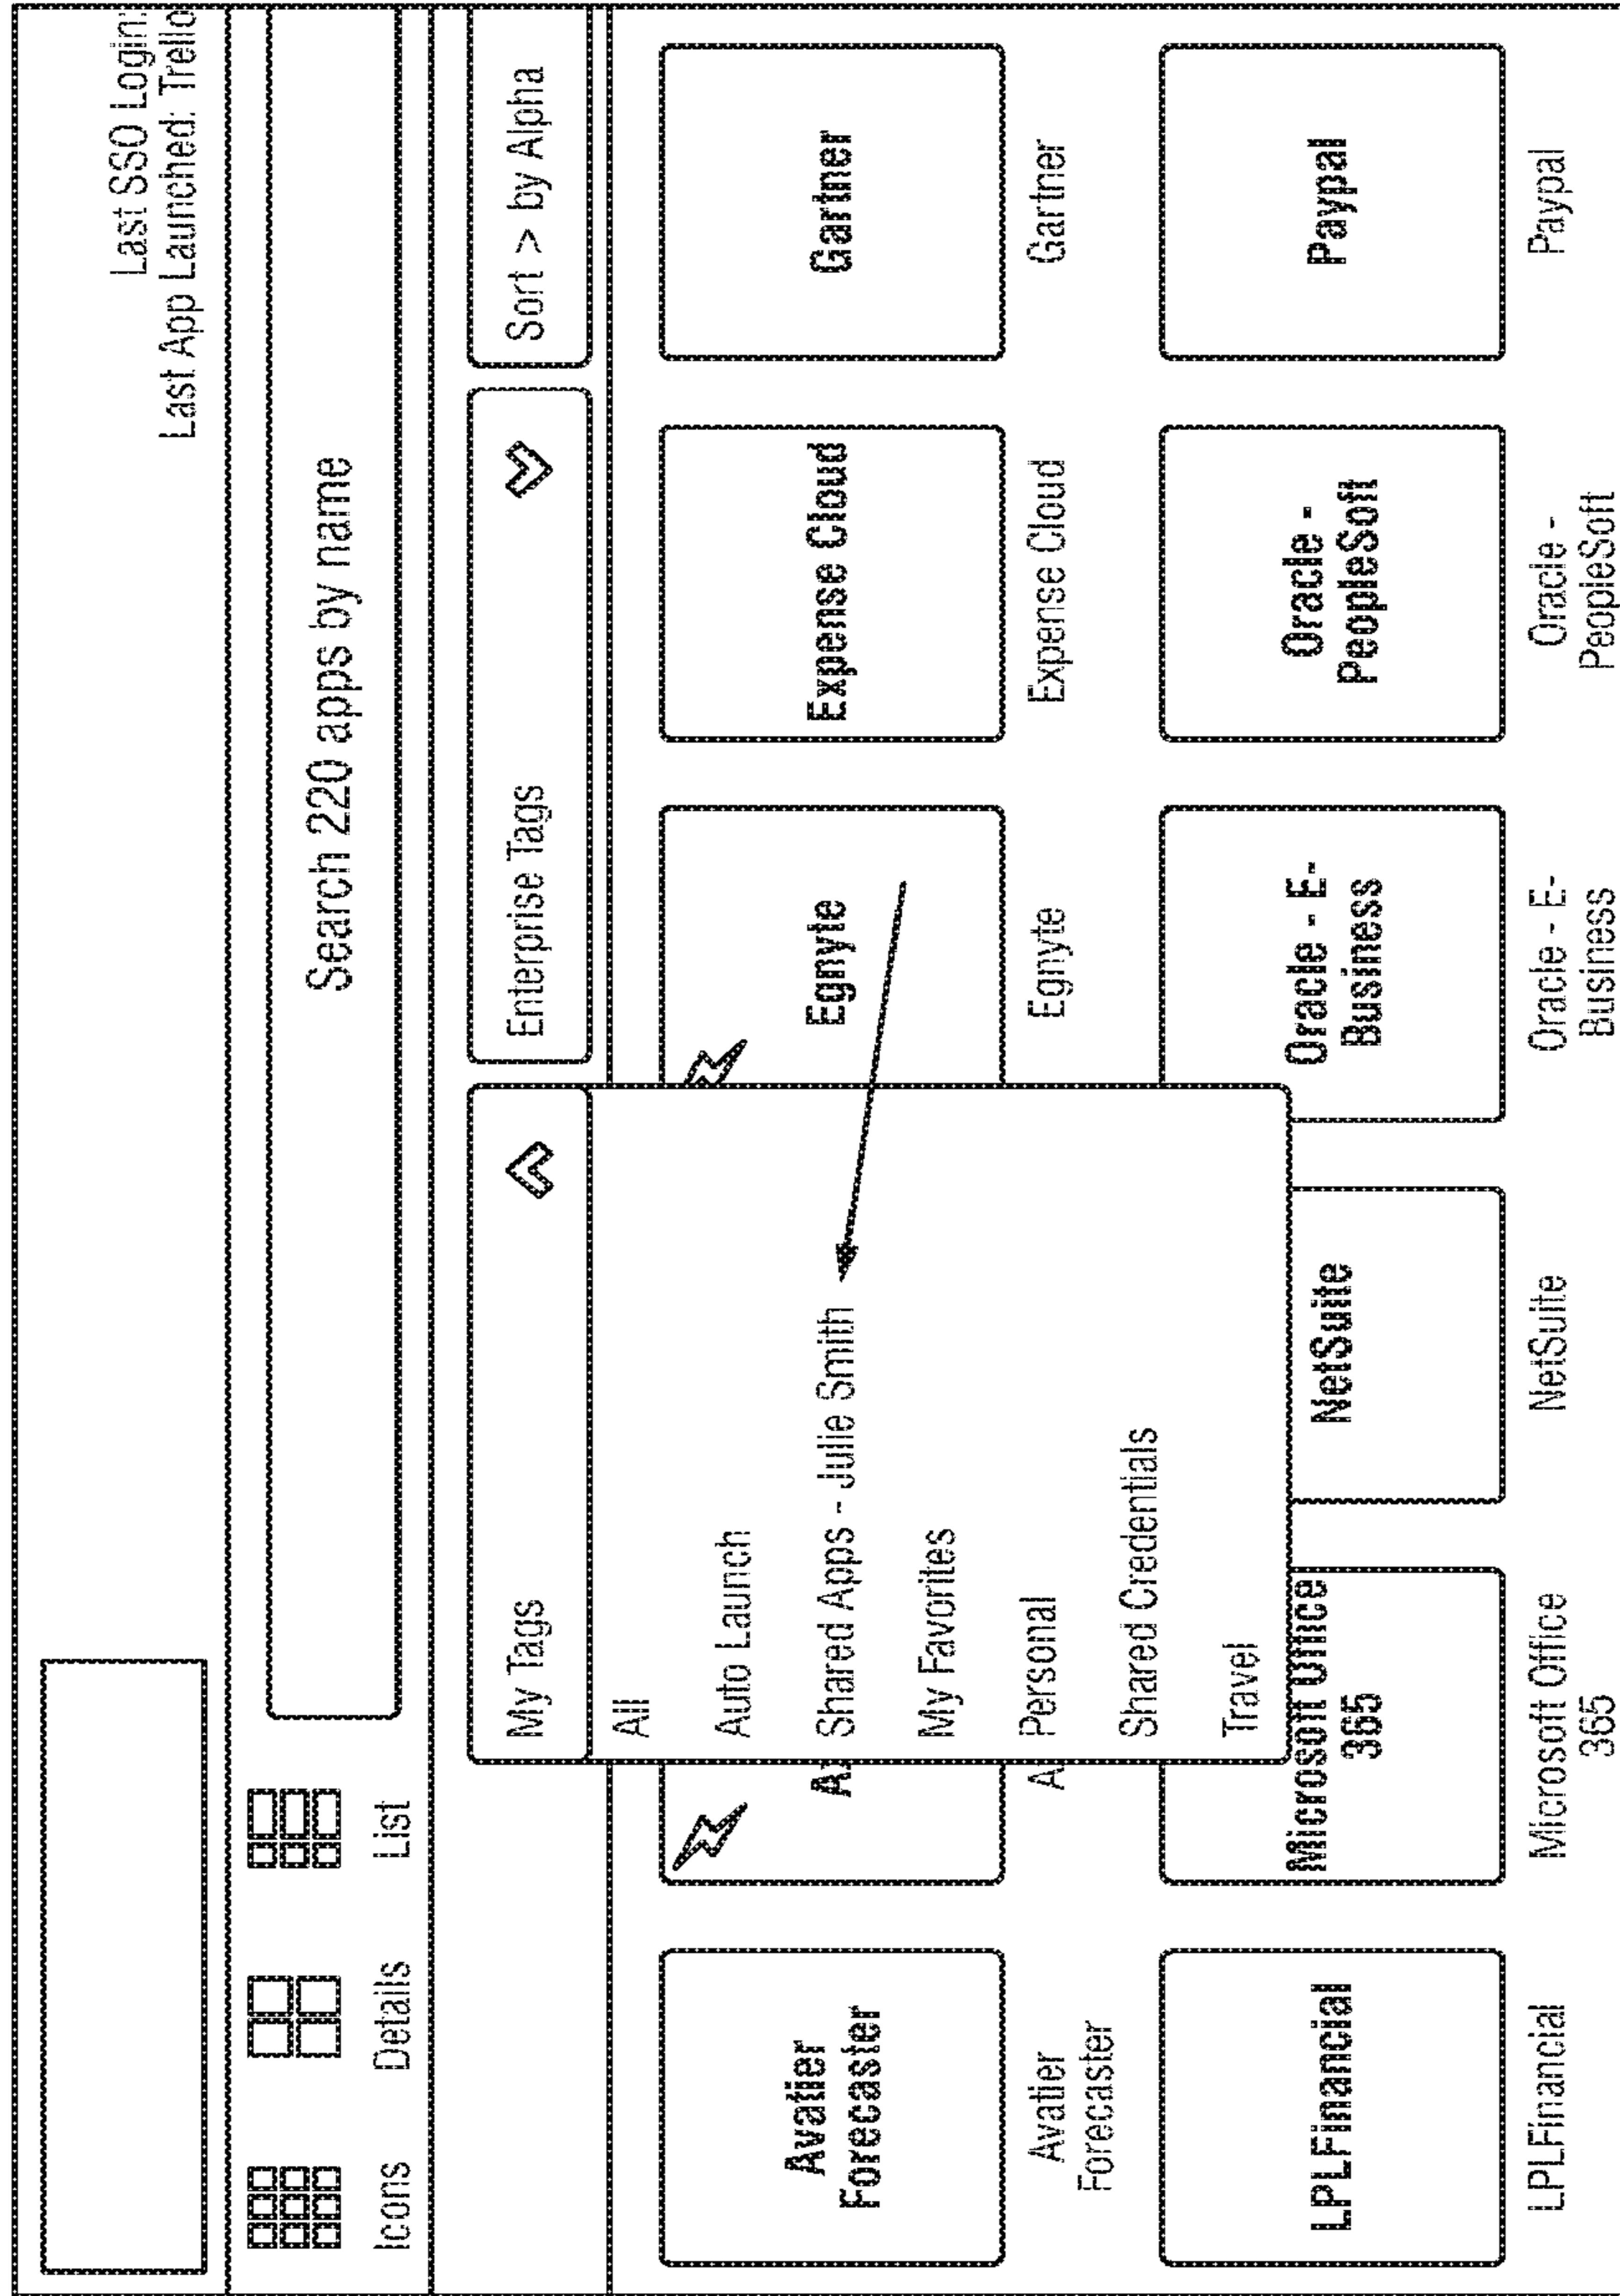 Last SSO Login:
Last App Launched: Trello
Icons
Details
List
Search 220 apps by name
My Tags
Enterprise Tags
Sort > by Alpha
All
Auto Launch
Shared Apps - Julie Smith
My Favorites
Personal
Shared Credentials
Travel
Avatier
Forecaster
Egnyte
Expense Cloud
Gartner
Avatier
Forecaster
A
Egnyte
Expense Cloud
Gartner
LPLFinancial
Microsoft Office
365
NetSuite
Oracle - E-
Business
Oracle -
PeopleSoft
Paypal
LPLFinancial
Microsoft Office
365
NetSuite
Oracle - E-
Business
Oracle -
PeopleSoft
Paypal